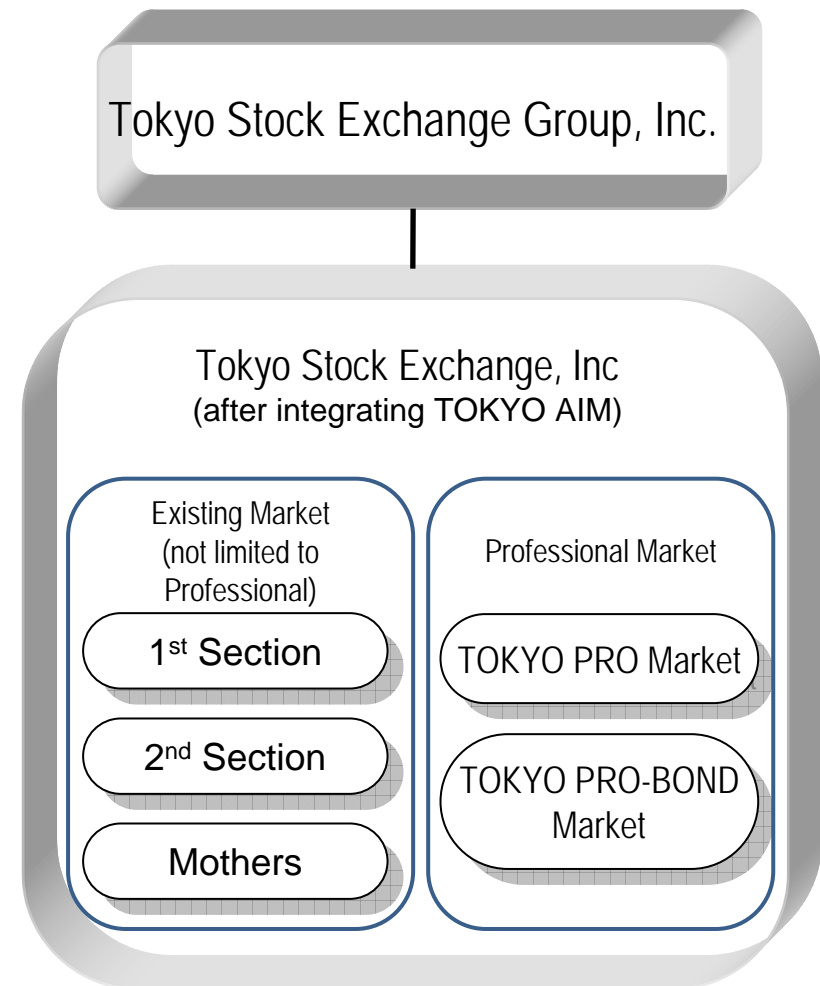 Tokyo Stock Exchange Group, Inc.
Tokyo Stock Exchange, Inc
(after integrating TOKYO AIM)
Existing Market
(not limited to
Professional)
1st Section
2nd Section
Mothers
Professional Market
TOKYO PRO Market
TOKYO PRO-BOND
Market